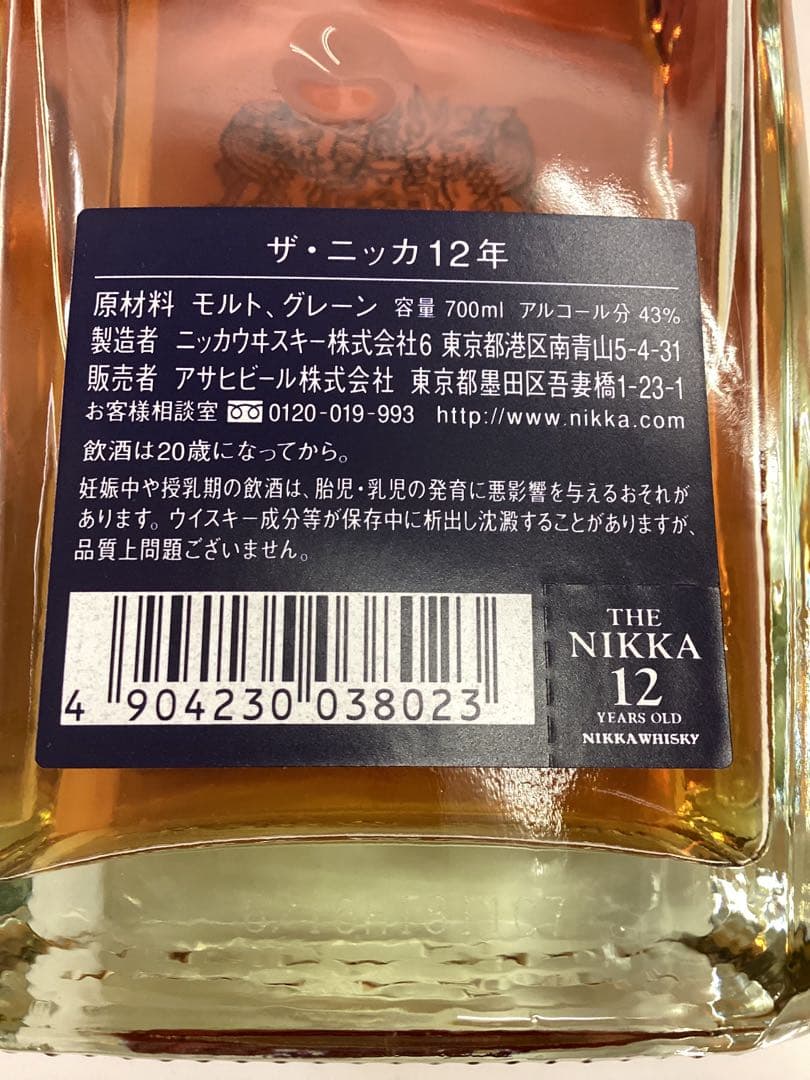 ザ・ニッカ12年
原材料 モルト、グレーン 容量 700ml アルコール分 43%
製造者 ニッカウヰスキー株式会社6 東京都港区南青山5-4-31
販売者 アサヒビール株式会社 東京都墨田区吾妻橋1-23-1
お客様相談室 0120-019-993 http://www.nikka.com
飲酒は20歳になってから。
妊娠中や授乳期の飲酒は、胎児・乳児の発育に悪影響を与えるおそれが
あります。ウイスキー成分等が保存中に析出し沈澱することがありますが、
品質上問題ございません。
4 904230 038023
THE
NIKKA
12
YEARS OLD
NIKKA WHISKY